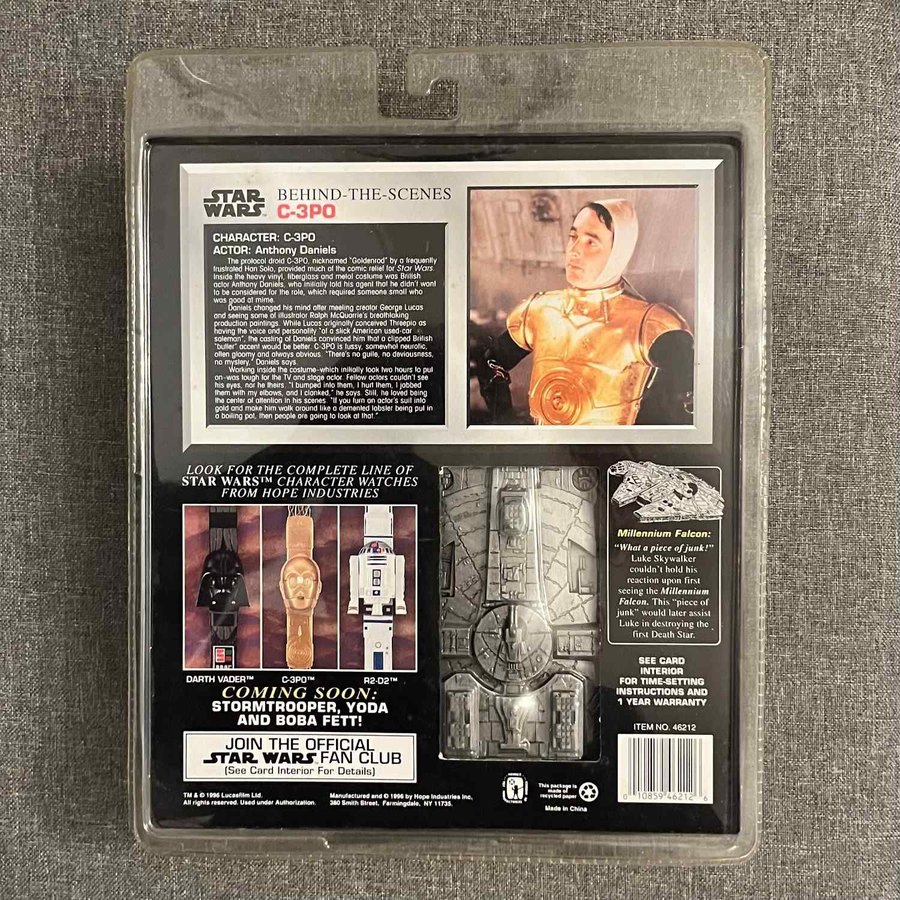 STAR
WARS™
BEHIND-THE-SCENES
C-3PO
CHARACTER: C-3PO
ACTOR: Anthony Daniels
The protocol droid C-3PO, nicknamed "Goldenrod" by a frequently
frustrated Han Solo, provided much of the comic relief for Star Wars.
Inside the heavy vinyl, fiberglass and metal costume was British
actor Anthony Daniels, who initially told his agent that he didn't want
to be considered for the role, which required someone small who
was good at mime.
Daniels changed his mind after meeting creator George Lucas
and seeing some of illustrator Ralph McQuarrie's breathtaking
production paintings. While Lucas originally conceived Threepio as
having the voice and personality "of a slick American used-car
salesman", the casting of Daniels convinced him that a clipped British
"butler" accent would be better. C-3PO is fussy, somewhat neurotic,
often gloomy and always obvious. "There's no guile, no deviousness,
no mystery," Daniels says.
Working inside the costume-which initially took two hours to put
on-was tough for the TV and stage actor. Fellow actors couldn't see
his eyes, nor he theirs. "I bumped into them, I hurt them, I jabbed
them with my elbows, and I clanked," he says. Still, he loved being
the center of attention in his scenes. "If you turn an actor's suit into
gold and make him walk around like a demented lobster being put in
a boiling pot, then people are going to look at that."
LOOK FOR THE COMPLETE LINE OF
STAR WARS™ CHARACTER WATCHES
FROM HOPE INDUSTRIES
DARTH VADER™ C-3PO™ R2-D2™
COMING SOON:
STORMTROOPER, YODA
AND BOBA FETT!
JOIN THE OFFICIAL
STAR WARS FAN CLUB
(See Card Interior For Details)
TM & © 1996 Lucasfilm Ltd.
All rights reserved. Used under Authorization.
Manufactured and © 1996 by Hope Industries Inc.
380 Smith Street, Farmingdale, NY 11735.
Millennium Falcon:
"What a piece of junk!"
Luke Skywalker
couldn't hold his
reaction upon first
seeing the Millennium
Falcon. This "piece of
junk" would later assist
Luke in destroying the
first Death Star.
SEE CARD
INTERIOR
FOR TIME-SETTING
INSTRUCTIONS AND
1 YEAR WARRANTY
ITEM NO. 46212
0 10859 46212 6
This package is
made of
recycled paper
Made in China